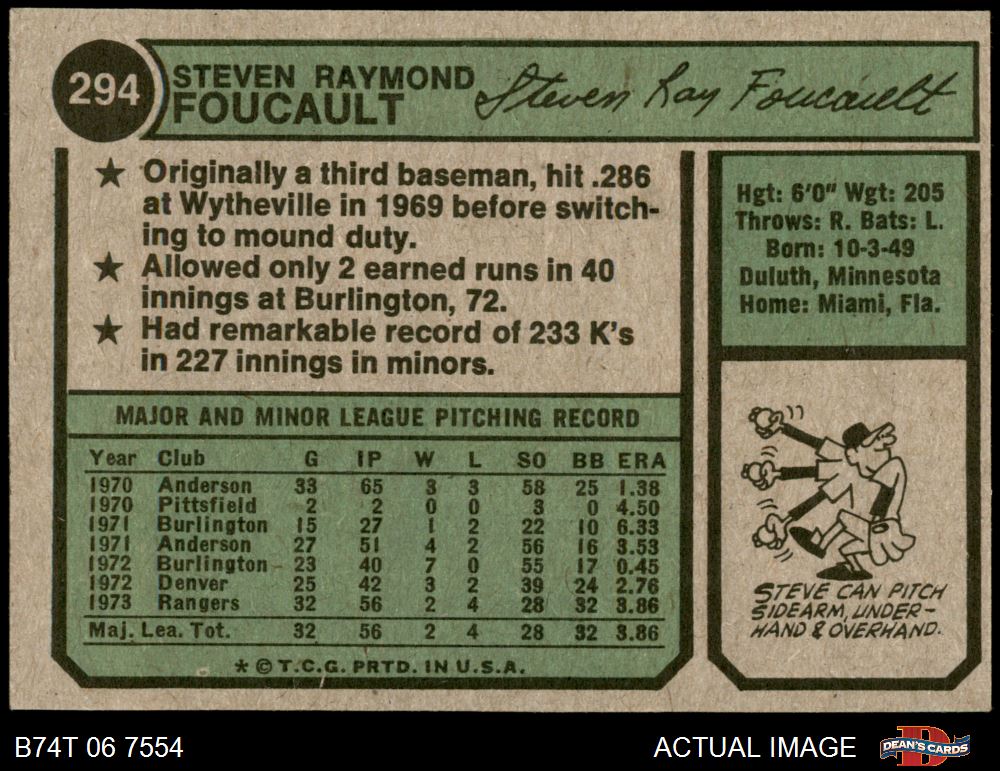 294
STEVEN RAYMOND
FOUCAULT
Steven Ray Foucault
★ Originally a third baseman, hit .286
at Wytheville in 1969 before switch-
ing to mound duty.
★ Allowed only 2 earned runs in 40
innings at Burlington, 72.
★ Had remarkable record of 233 K's
in 227 innings in minors.
MAJOR AND MINOR LEAGUE PITCHING RECORD
Year Club G IP W L SO BB ERA
1970 Anderson 33 65 3 3 58 25 1.38
1970 Pittsfield 2 2 0 0 3 0 4.50
1971 Burlington 15 27 1 2 22 10 6.33
1971 Anderson 27 51 4 2 56 16 3.53
1972 Burlington 23 40 7 0 55 17 0.45
1972 Denver 25 42 3 2 39 24 2.76
1973 Rangers 32 56 2 4 28 32 3.86
Maj. Lea. Tot. 32 56 2 4 28 32 3.86
* © T.C.G. PRTD. IN U.S.A.
Hgt: 6'0" Wgt: 205
Throws: R. Bats: L.
Born: 10-3-49
Duluth, Minnesota
Home: Miami, Fla.
STEVE CAN PITCH
SIDEARM, UNDER-
HAND & OVERHAND.
B74T 06 7554
ACTUAL IMAGE
DEAN'S CARDS